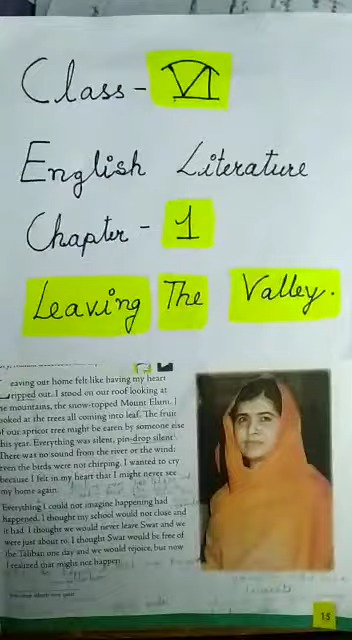 Class - VI
English Literature
Chapter - 1
Leaving The Valley.
eaving our home felt like having my heart
ripped out. I stood on our roof looking at
he mountains, the snow-topped Mount Elum. I
ooked at the trees all coming into leaf. The fruit
of our apricot tree might be eaten by someone else
his year. Everything was silent, pin-drop silent.
There was no sound from the river or the wind;
even the birds were not chirping. I wanted to cry
because I felt in my heart that I might never see
my home again.
Everything I could not imagine happening had
happened. I thought my school would not close and
it had. I thought we would never leave Swat and we
were just about to. I thought Swat would be free of
the Taliban one day and we would rejoice, but now
I realized that might not happen.
15